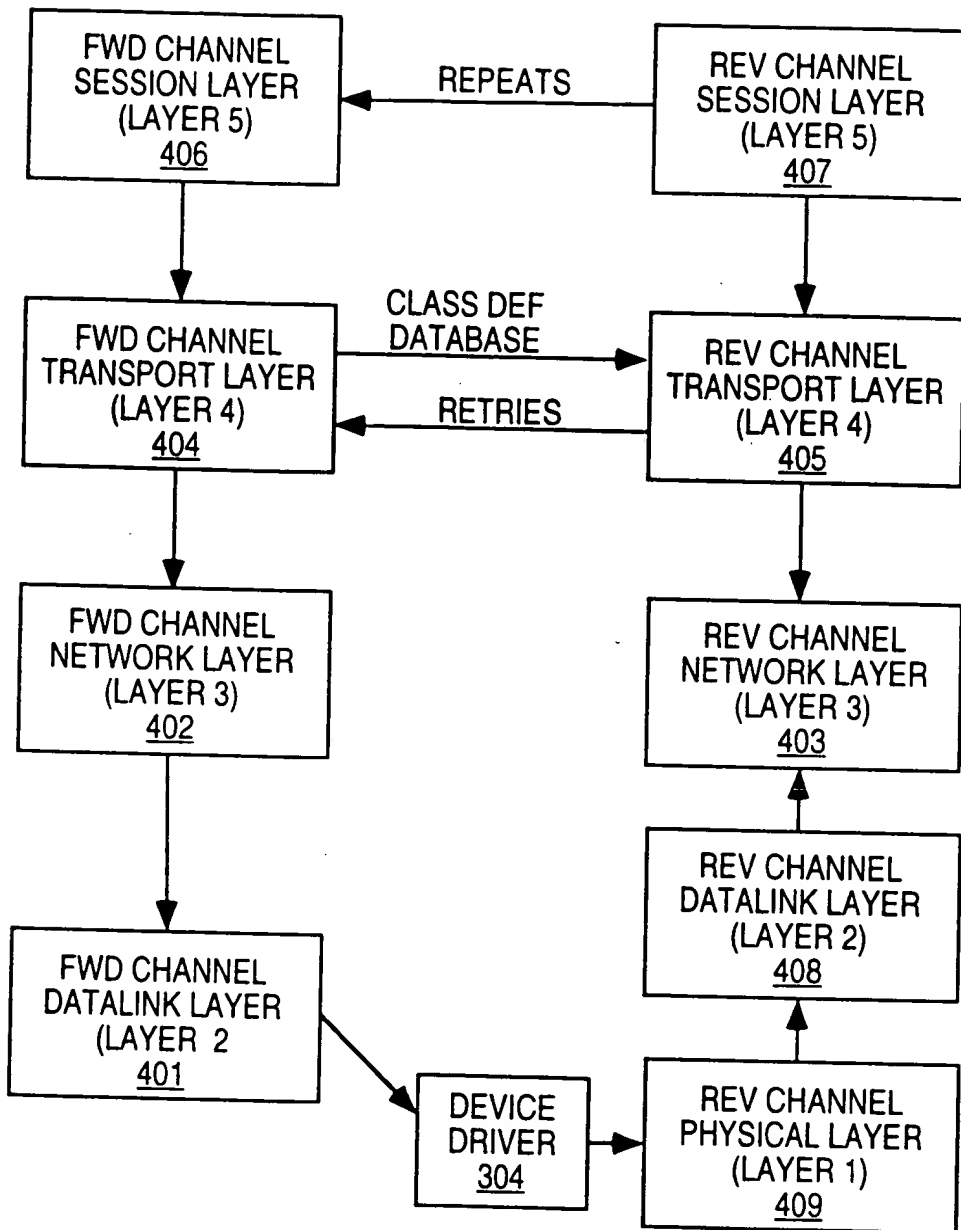 FWD CHANNEL
SESSION LAYER
(LAYER 5)
406
REPEATS
REV CHANNEL
SESSION LAYER
(LAYER 5)
407
FWD CHANNEL
TRANSPORT LAYER
(LAYER 4)
404
CLASS DEF
DATABASE
RETRIES
REV CHANNEL
TRANSPORT LAYER
(LAYER 4)
405
FWD CHANNEL
NETWORK LAYER
(LAYER 3)
402
REV CHANNEL
NETWORK LAYER
(LAYER 3)
403
REV CHANNEL
DATALINK LAYER
(LAYER 2)
408
FWD CHANNEL
DATALINK LAYER
(LAYER 2
401
DEVICE
DRIVER
304
REV CHANNEL
PHYSICAL LAYER
(LAYER 1)
409